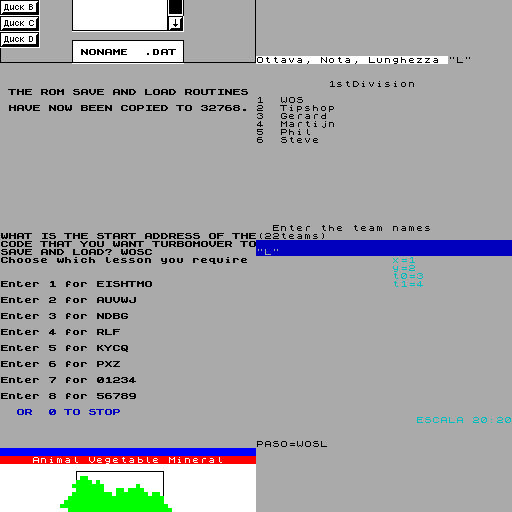 Дuck B
Дuck C
Дuck D
↓
NONAME .DAT
THE ROM SAVE AND LOAD ROUTINES
HAVE NOW BEEN COPIED TO 32768.
WHAT IS THE START ADDRESS OF THE
CODE THAT YOU WANT TURBOMOVER TO
SAVE AND LOAD? WOSC
Ottava, Nota, Lunghezza "L"
1stDivision
1 WOS
2 Tipshop
3 Gerard
4 Martijn
5 Phil
6 Steve
Enter the team names
(22teams)
"L"
Choose which lesson you require
Enter 1 for EISHTMO
Enter 2 for AUVWJ
Enter 3 for NDBG
Enter 4 for RLF
Enter 5 for KYCQ
Enter 6 for PXZ
Enter 7 for 01234
Enter 8 for 56789
OR 0 TO STOP
Animal Vegetable Mineral
x=1
y=2
t0=3
t1=4
ESCALA 20:20
PASO=WOSL